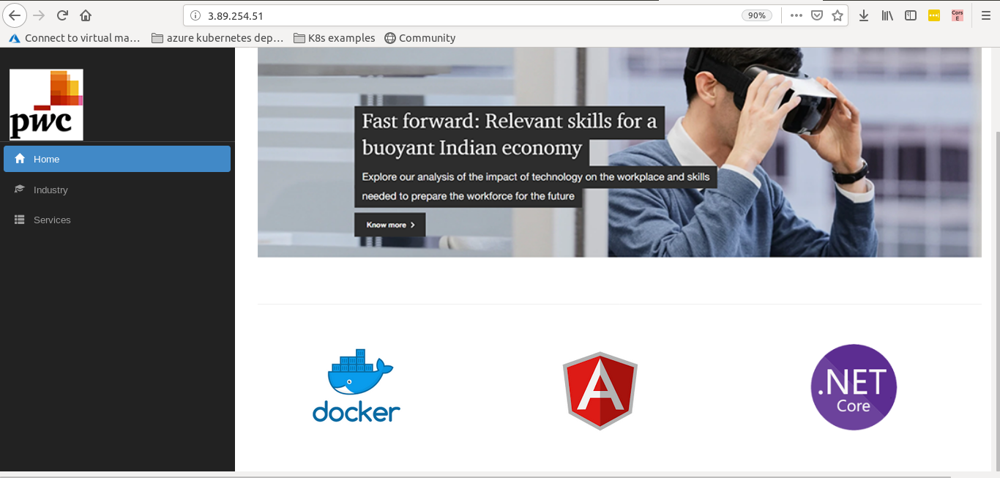 3.89.254.51
90%
Cors
E
Connect to virtual ma…
azure kubernetes dep…
K8s examples
Community
pwc
Home
Industry
Services
Fast forward: Relevant skills for a
buoyant Indian economy
Explore our analysis of the impact of technology on the workplace and skills
needed to prepare the workforce for the future
Know more
docker
A
.NET
Core